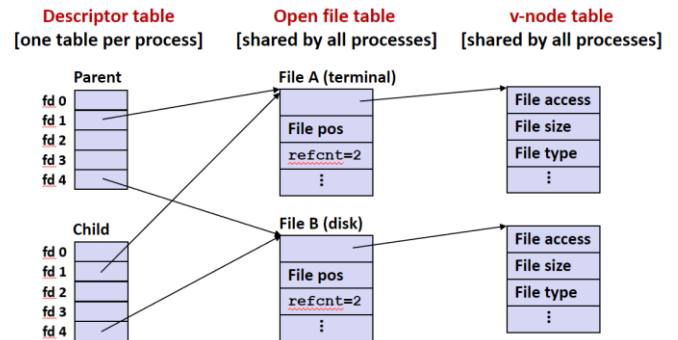 Descriptor table
[one table per process]
Open file table
[shared by all processes]
v-node table
[shared by all processes]
Parent
fd 0
fd 1
fd 2
fd 3
fd 4
File A (terminal)
File pos
refcnt=2
⋮
File access
File size
File type
⋮
Child
fd 0
fd 1
fd 2
fd 3
fd 4
File B (disk)
File pos
refcnt=2
⋮
File access
File size
File type
⋮